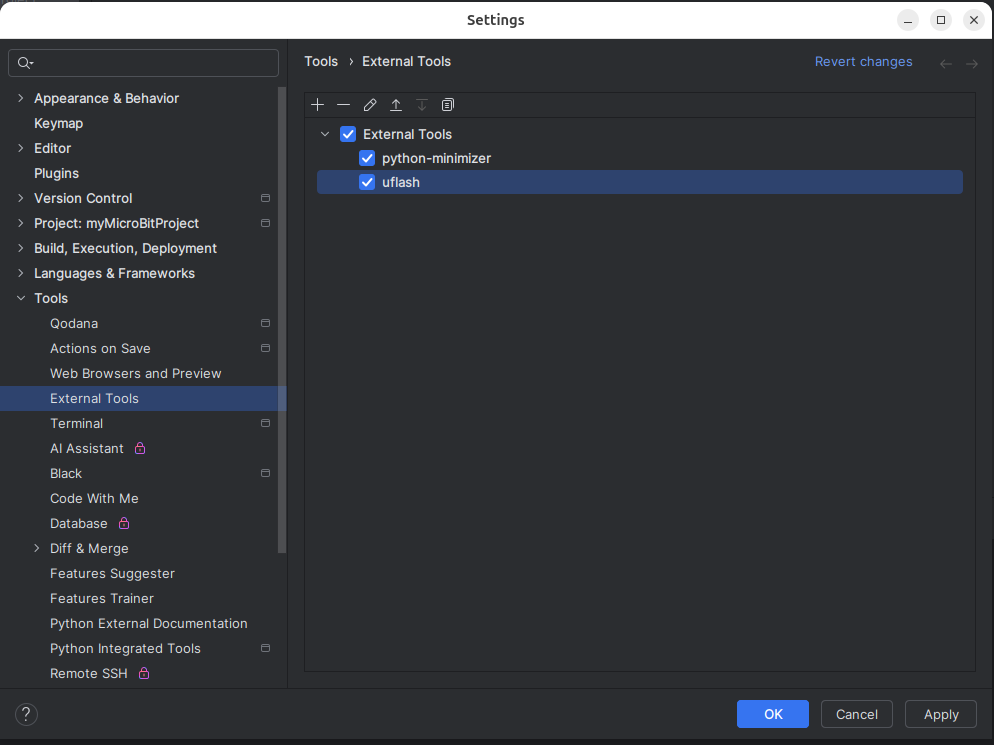 Settings
Tools › External Tools
Revert changes
Appearance & Behavior
Keymap
Editor
Plugins
Version Control
Project: myMicroBitProject
Build, Execution, Deployment
Languages & Frameworks
Tools
Qodana
Actions on Save
Web Browsers and Preview
External Tools
Terminal
AI Assistant
Black
Code With Me
Database
Diff & Merge
Features Suggester
Features Trainer
Python External Documentation
Python Integrated Tools
Remote SSH
External Tools
python-minimizer
uflash
?
OK
Cancel
Apply